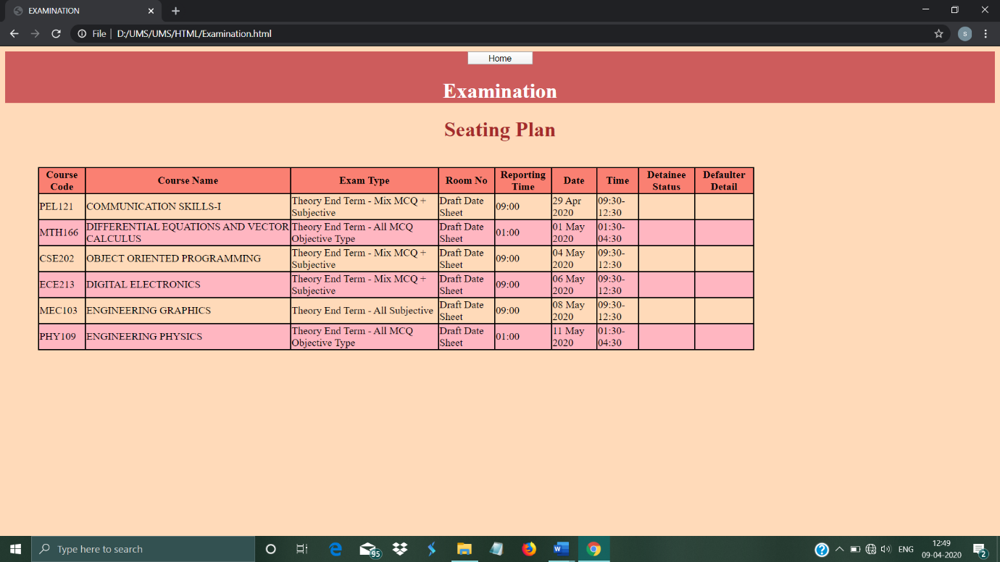 EXAMINATION
File | D:/UMS/UMS/HTML/Examination.html
S
Home
Examination
Seating Plan
Course Code Course Name Exam Type Room No Reporting Time Date Time Detainee Status Defaulter Detail
PEL121 COMMUNICATION SKILLS-I Theory End Term - Mix MCQ + Subjective Draft Date Sheet 09:00 29 Apr 2020 09:30-12:30
MTH166 DIFFERENTIAL EQUATIONS AND VECTOR CALCULUS Theory End Term - All MCQ Objective Type Draft Date Sheet 01:00 01 May 2020 01:30-04:30
CSE202 OBJECT ORIENTED PROGRAMMING Theory End Term - Mix MCQ + Subjective Draft Date Sheet 09:00 04 May 2020 09:30-12:30
ECE213 DIGITAL ELECTRONICS Theory End Term - Mix MCQ + Subjective Draft Date Sheet 09:00 06 May 2020 09:30-12:30
MEC103 ENGINEERING GRAPHICS Theory End Term - All Subjective Draft Date Sheet 09:00 08 May 2020 09:30-12:30
PHY109 ENGINEERING PHYSICS Theory End Term - All MCQ Objective Type Draft Date Sheet 01:00 11 May 2020 01:30-04:30
Type here to search
95
W
ENG
12:49
09-04-2020
2